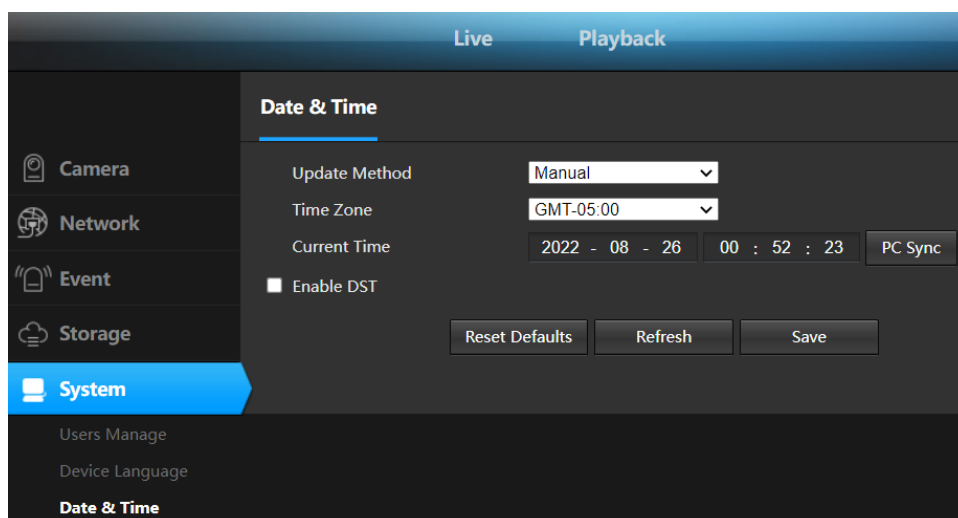 Live Playback
Date & Time
Camera
Network
Event
Storage
System
Users Manage
Device Language
Date & Time
Update Method Manual
Time Zone GMT-05:00
Current Time 2022 - 08 - 26 00 : 52 : 23 PC Sync
Enable DST
Reset Defaults Refresh Save